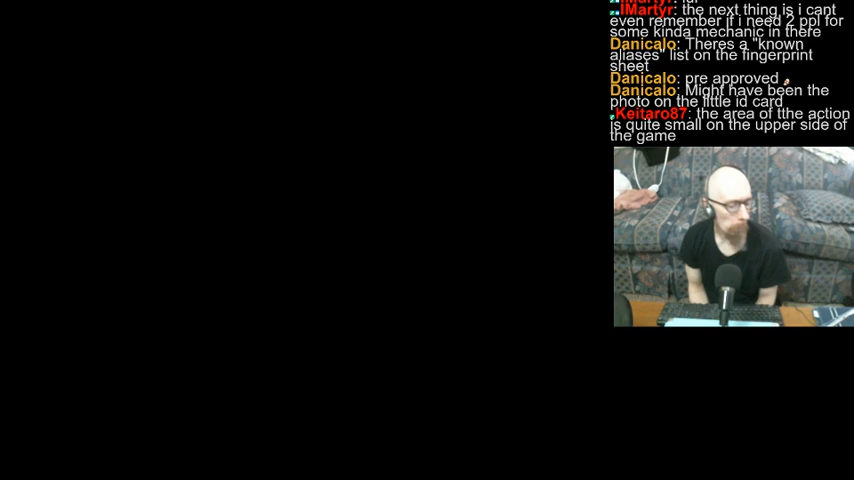 IMartyr: lul
IMartyr: the next thing is i cant
even remember if i need 2 ppl for
some kinda mechanic in there
Danicalo: Theres a "known
aliases" list on the fingerprint
sheet
Danicalo: pre approved
Danicalo: Might have been the
photo on the little id card
Keitaro87: the area of tthe action
is quite small on the upper side of
the game